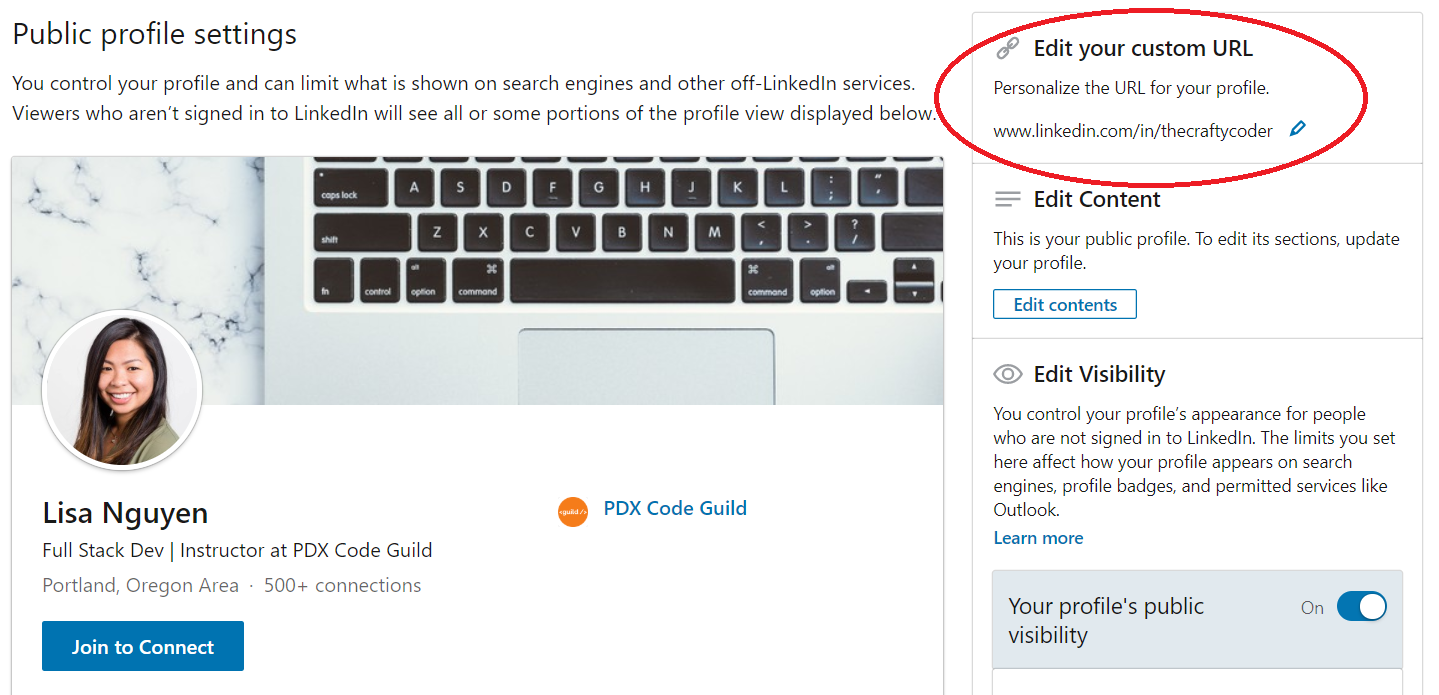 Public profile settings
You control your profile and can limit what is shown on search engines and other off-LinkedIn services.
Viewers who aren’t signed in to LinkedIn will see all or some portions of the profile view displayed below.
caps lock A S D F G H J K L : ; “ ‘
shift Z X C V B N M < , > . ? /
fn control alt option ⌘ command ⌘ command alt option
Lisa Nguyen
Full Stack Dev | Instructor at PDX Code Guild
Portland, Oregon Area · 500+ connections
Join to Connect
<guild/>
PDX Code Guild
Edit your custom URL
Personalize the URL for your profile.
www.linkedin.com/in/thecraftycoder
Edit Content
This is your public profile. To edit its sections, update
your profile.
Edit contents
Edit Visibility
You control your profile’s appearance for people
who are not signed in to LinkedIn. The limits you set
here affect how your profile appears on search
engines, profile badges, and permitted services like
Outlook.
Learn more
Your profile's public
visibility
On